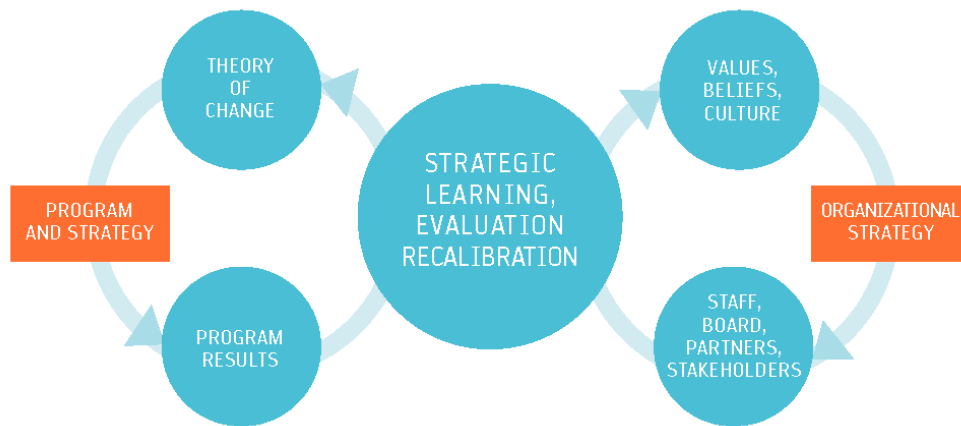 THEORY
OF
CHANGE
VALUES,
BELIEFS,
CULTURE
STRATEGIC
LEARNING,
EVALUATION
RECALIBRATION
PROGRAM
AND STRATEGY
ORGANIZATIONAL
STRATEGY
PROGRAM
RESULTS
STAFF,
BOARD,
PARTNERS,
STAKEHOLDERS